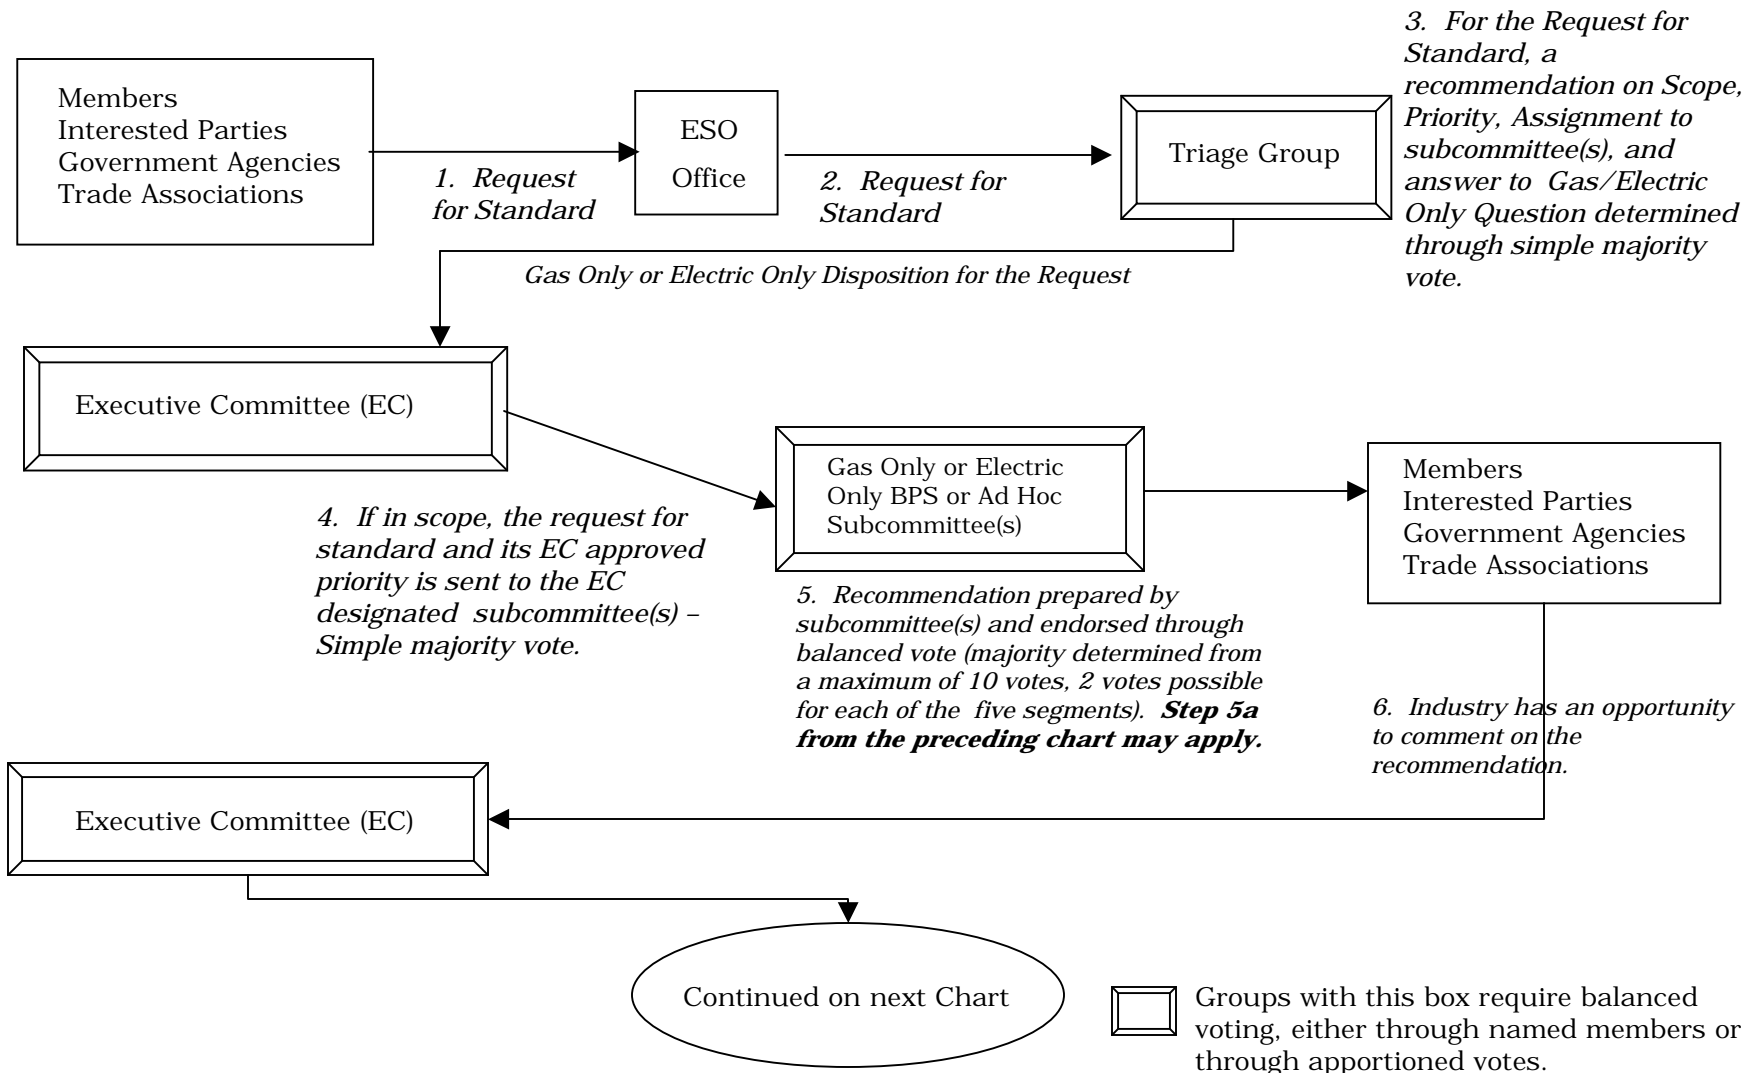 Members
Interested Parties
Government Agencies
Trade Associations
1. Request
for Standard
ESO
Office
2. Request for
Standard
Triage Group
3. For the Request for
Standard, a
recommendation on Scope,
Priority, Assignment to
subcommittee(s), and
answer to Gas/Electric
Only Question determined
through simple majority
vote.
Gas Only or Electric Only Disposition for the Request
Executive Committee (EC)
4. If in scope, the request for
standard and its EC approved
priority is sent to the EC
designated subcommittee(s) –
Simple majority vote.
Gas Only or Electric
Only BPS or Ad Hoc
Subcommittee(s)
5. Recommendation prepared by
subcommittee(s) and endorsed through
balanced vote (majority determined from
a maximum of 10 votes, 2 votes possible
for each of the five segments). Step 5a
from the preceding chart may apply.
Members
Interested Parties
Government Agencies
Trade Associations
6. Industry has an opportunity
to comment on the
recommendation.
Executive Committee (EC)
Continued on next Chart
Groups with this box require balanced
voting, either through named members or
through apportioned votes.